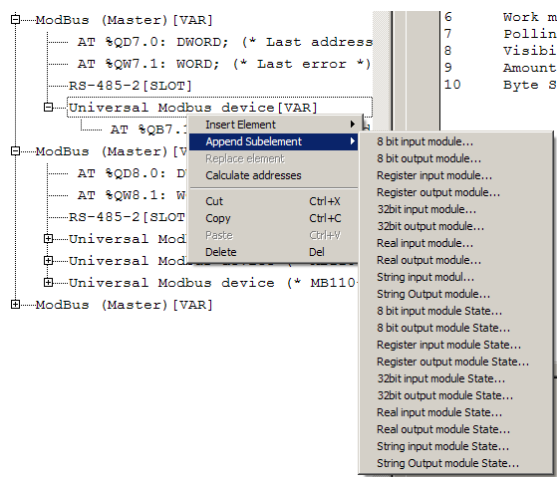 ModBus (Master)[VAR]
AT %QD7.0: DWORD; (* Last address
AT %QW7.1: WORD; (* Last error *)
RS-485-2[SLOT]
Universal Modbus device[VAR]
AT %QB7.1
ModBus (Master)[V
AT %QD8.0: D
AT %QW8.1: W
RS-485-2[SLOT
Universal Mod
Universal Modbus device (*
Universal Modbus device (* MB110-
ModBus (Master)[VAR]
6 Work m
7 Pollin
8 Visibi
9 Amount
10 Byte S
Insert Element
Append Subelement
Replace element
Calculate addresses
Cut Ctrl+X
Copy Ctrl+C
Paste Ctrl+V
Delete Del
8 bit input module...
8 bit output module...
Register input module...
Register output module...
32bit input module...
32bit output module...
Real input module...
Real output module...
String input modul...
String Output module...
8 bit input module State...
8 bit output module State...
Register input module State...
Register output module State...
32bit input module State...
32bit output module State...
Real input module State...
Real output module State...
String input module State...
String Output module State...